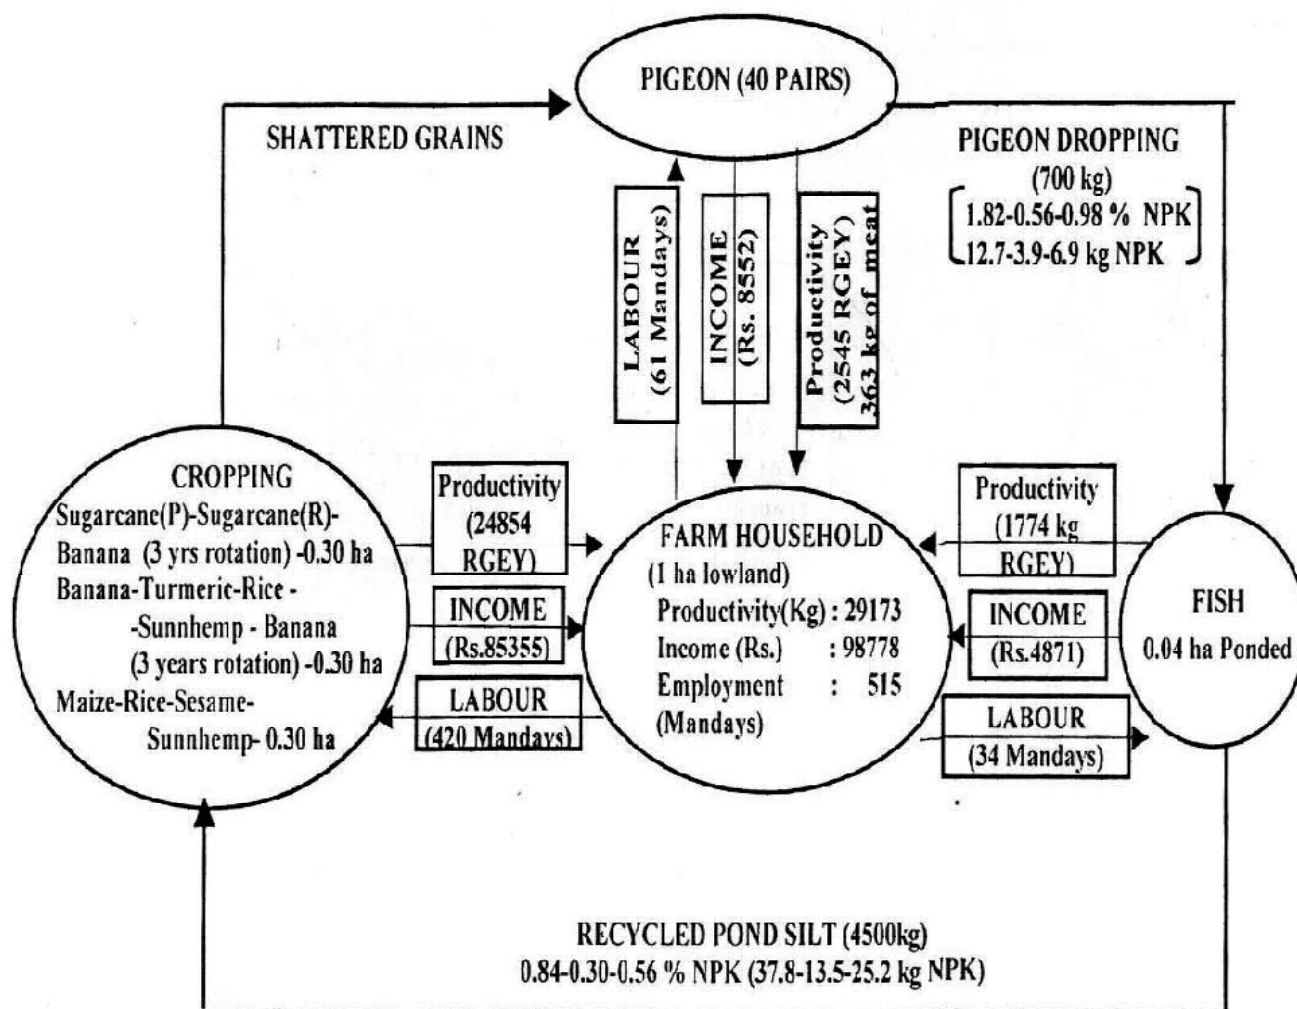 PIGEON (40 PAIRS)
SHATTERED GRAINS
PIGEON DROPPING
(700 kg)
1.82-0.56-0.98 % NPK
12.7-3.9-6.9 kg NPK
LABOUR
(61 Mandays)
INCOME
(Rs. 8552)
Productivity
(2545 RGEY)
363 kg of meat
CROPPING
Sugarcane(P)-Sugarcane(R)-
Banana (3 yrs rotation) -0.30 ha
Banana-Turmeric-Rice -
-Sunnhemp - Banana
(3 years rotation) -0.30 ha
Maize-Rice-Sesame-
Sunnhemp- 0.30 ha
Productivity
(24854
RGEY)
INCOME
(Rs.85355)
LABOUR
(420 Mandays)
FARM HOUSEHOLD
(1 ha lowland)
Productivity(Kg) : 29173
Income (Rs.) : 98778
Employment : 515
(Mandays)
Productivity
(1774 kg
RGEY)
INCOME
(Rs.4871)
LABOUR
(34 Mandays)
FISH
0.04 ha Ponded
RECYCLED POND SILT (4500kg)
0.84-0.30-0.56 % NPK (37.8-13.5-25.2 kg NPK)